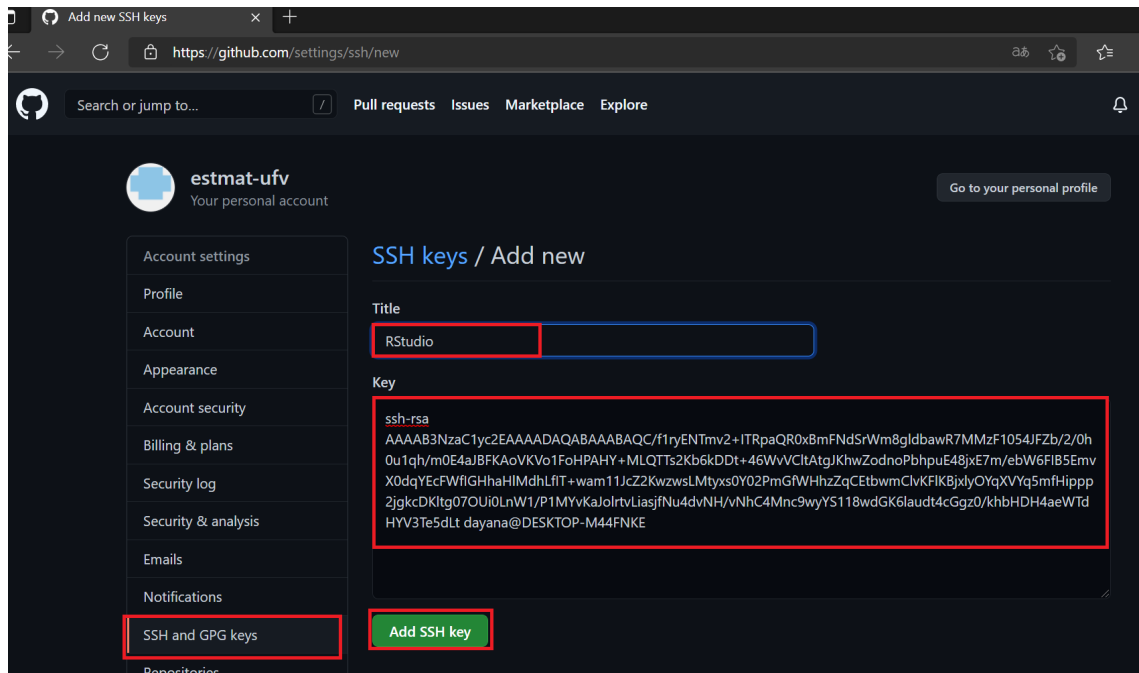 Add new SSH keys
https://github.com/settings/ssh/new
Search or jump to... /
Pull requests Issues Marketplace Explore
estmat-ufv
Your personal account
Go to your personal profile
Account settings
Profile
Account
Appearance
Account security
Billing & plans
Security log
Security & analysis
Emails
Notifications
SSH and GPG keys
Repositories
SSH keys / Add new
Title
RStudio
Key
ssh-rsa
AAAAB3NzaC1yc2EAAAADAQABAAABAQC/f1ryENTmv2+ITRpaQR0xBmFNdSrWm8gldbawR7MMzF1054JFZb/2/0h
0u1qh/m0E4aJBFKAoVKVo1FoHPAHY+MLQTTs2Kb6kDDt+46WvVCltAtgJKhwZodnoPbhpuE48jxE7m/ebW6FIB5Emv
X0dqYEcFWfIGHhaHlMdhLfIT+wam11JcZ2KwzwsLMtyxs0Y02PmGfWHhzZqCEtbwmClvKFlKBjxlyOYqXVYq5mfHippp
2jgkcDKltg07OUi0LnW1/P1MYvKaJolrtvLiasjfNu4dvNH/vNhC4Mnc9wyYS118wdGK6laudt4cGgz0/khbHDH4aeWTd
HYV3Te5dLt dayana@DESKTOP-M44FNKE
Add SSH key